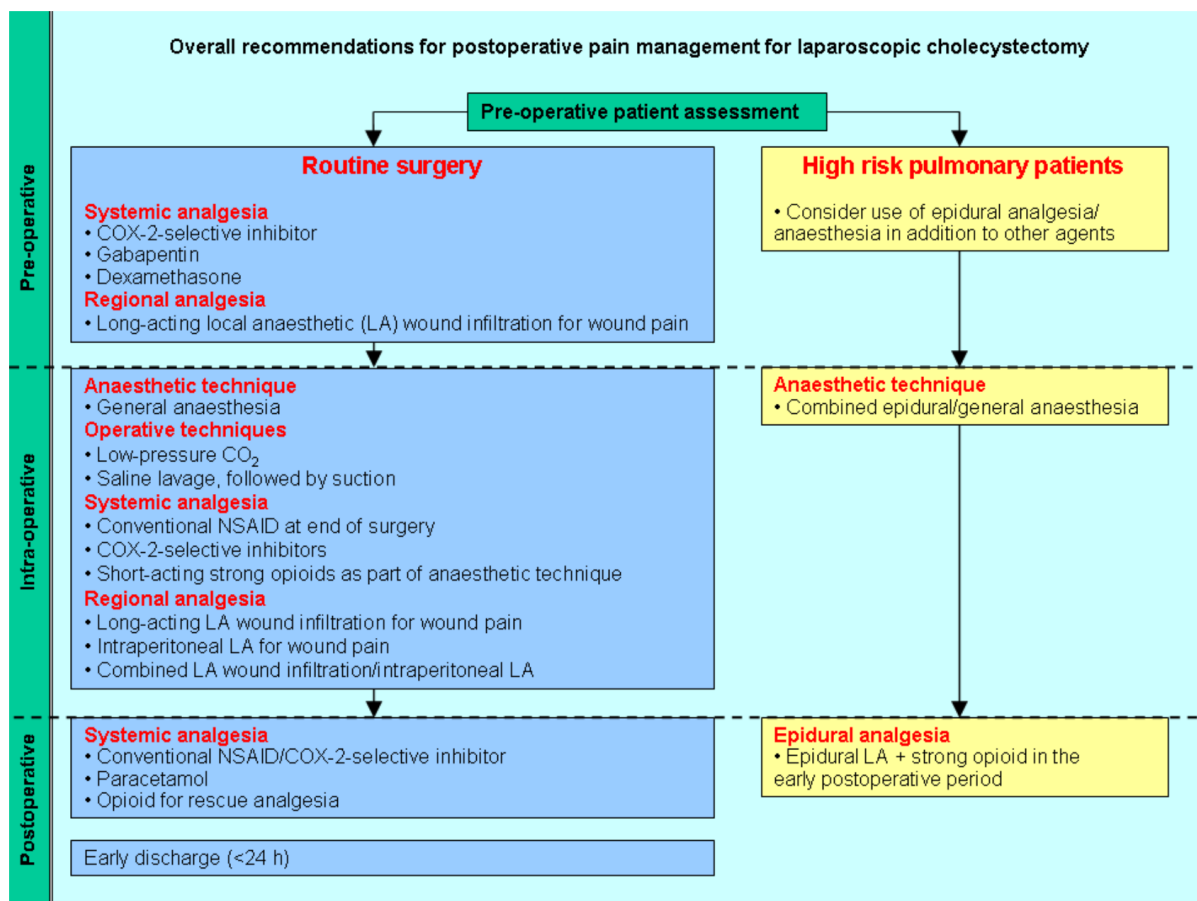 Overall recommendations for postoperative pain management for laparoscopic cholecystectomy
Pre-operative patient assessment
Pre-operative
Routine surgery
Systemic analgesia
• COX-2-selective inhibitor
• Gabapentin
• Dexamethasone
Regional analgesia
• Long-acting local anaesthetic (LA) wound infiltration for wound pain
High risk pulmonary patients
• Consider use of epidural analgesia/
anaesthesia in addition to other agents
Intra-operative
Anaesthetic technique
• General anaesthesia
Operative techniques
• Low-pressure CO₂
• Saline lavage, followed by suction
Systemic analgesia
• Conventional NSAID at end of surgery
• COX-2-selective inhibitors
• Short-acting strong opioids as part of anaesthetic technique
Regional analgesia
• Long-acting LA wound infiltration for wound pain
• Intraperitoneal LA for wound pain
• Combined LA wound infiltration/intraperitoneal LA
Anaesthetic technique
• Combined epidural/general anaesthesia
Postoperative
Systemic analgesia
• Conventional NSAID/COX-2-selective inhibitor
• Paracetamol
• Opioid for rescue analgesia
Early discharge (<24 h)
Epidural analgesia
• Epidural LA + strong opioid in the
early postoperative period